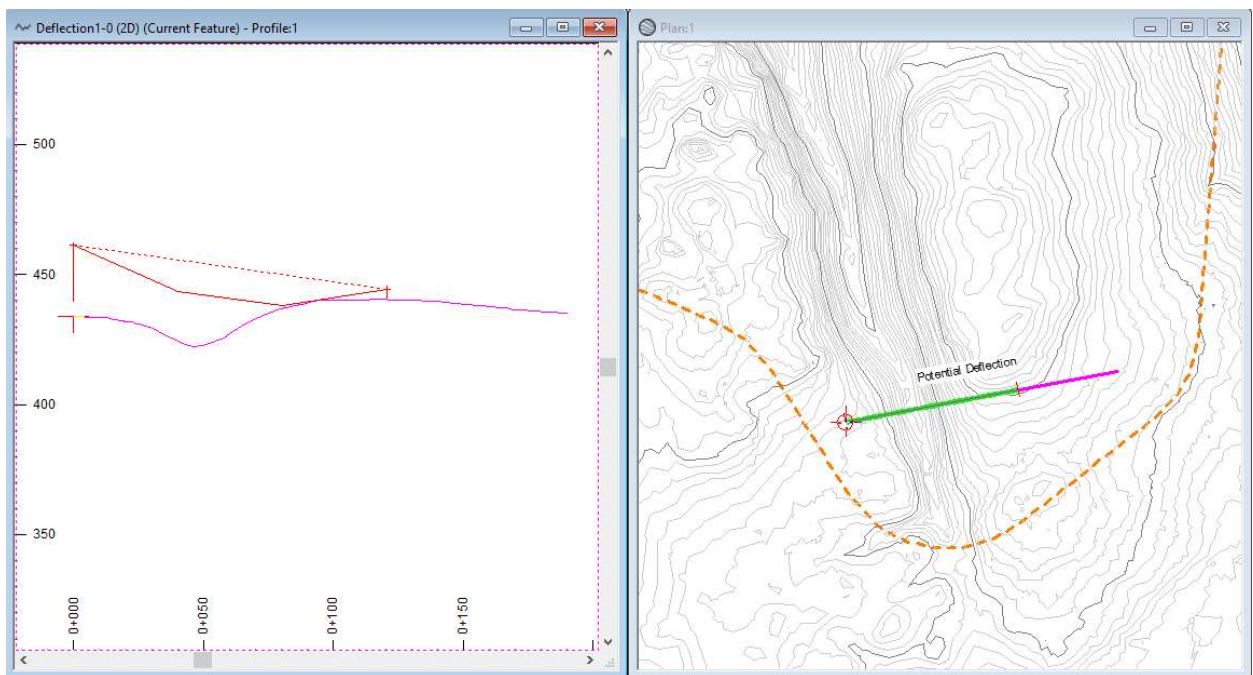 Deflection1-0 (2D) (Current Feature) - Profile:1
500
450
400
350
0+000
0+050
0+100
0+150
Plan:1
Potential Deflection